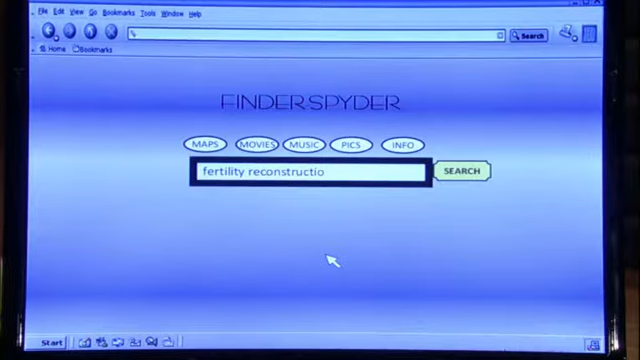 File Edit View Go Bookmarks Tools Window Help
Search
Home Bookmarks
FINDERSPYDER
MAPS MOVIES MUSIC PICS INFO
fertility reconstructio SEARCH
Start